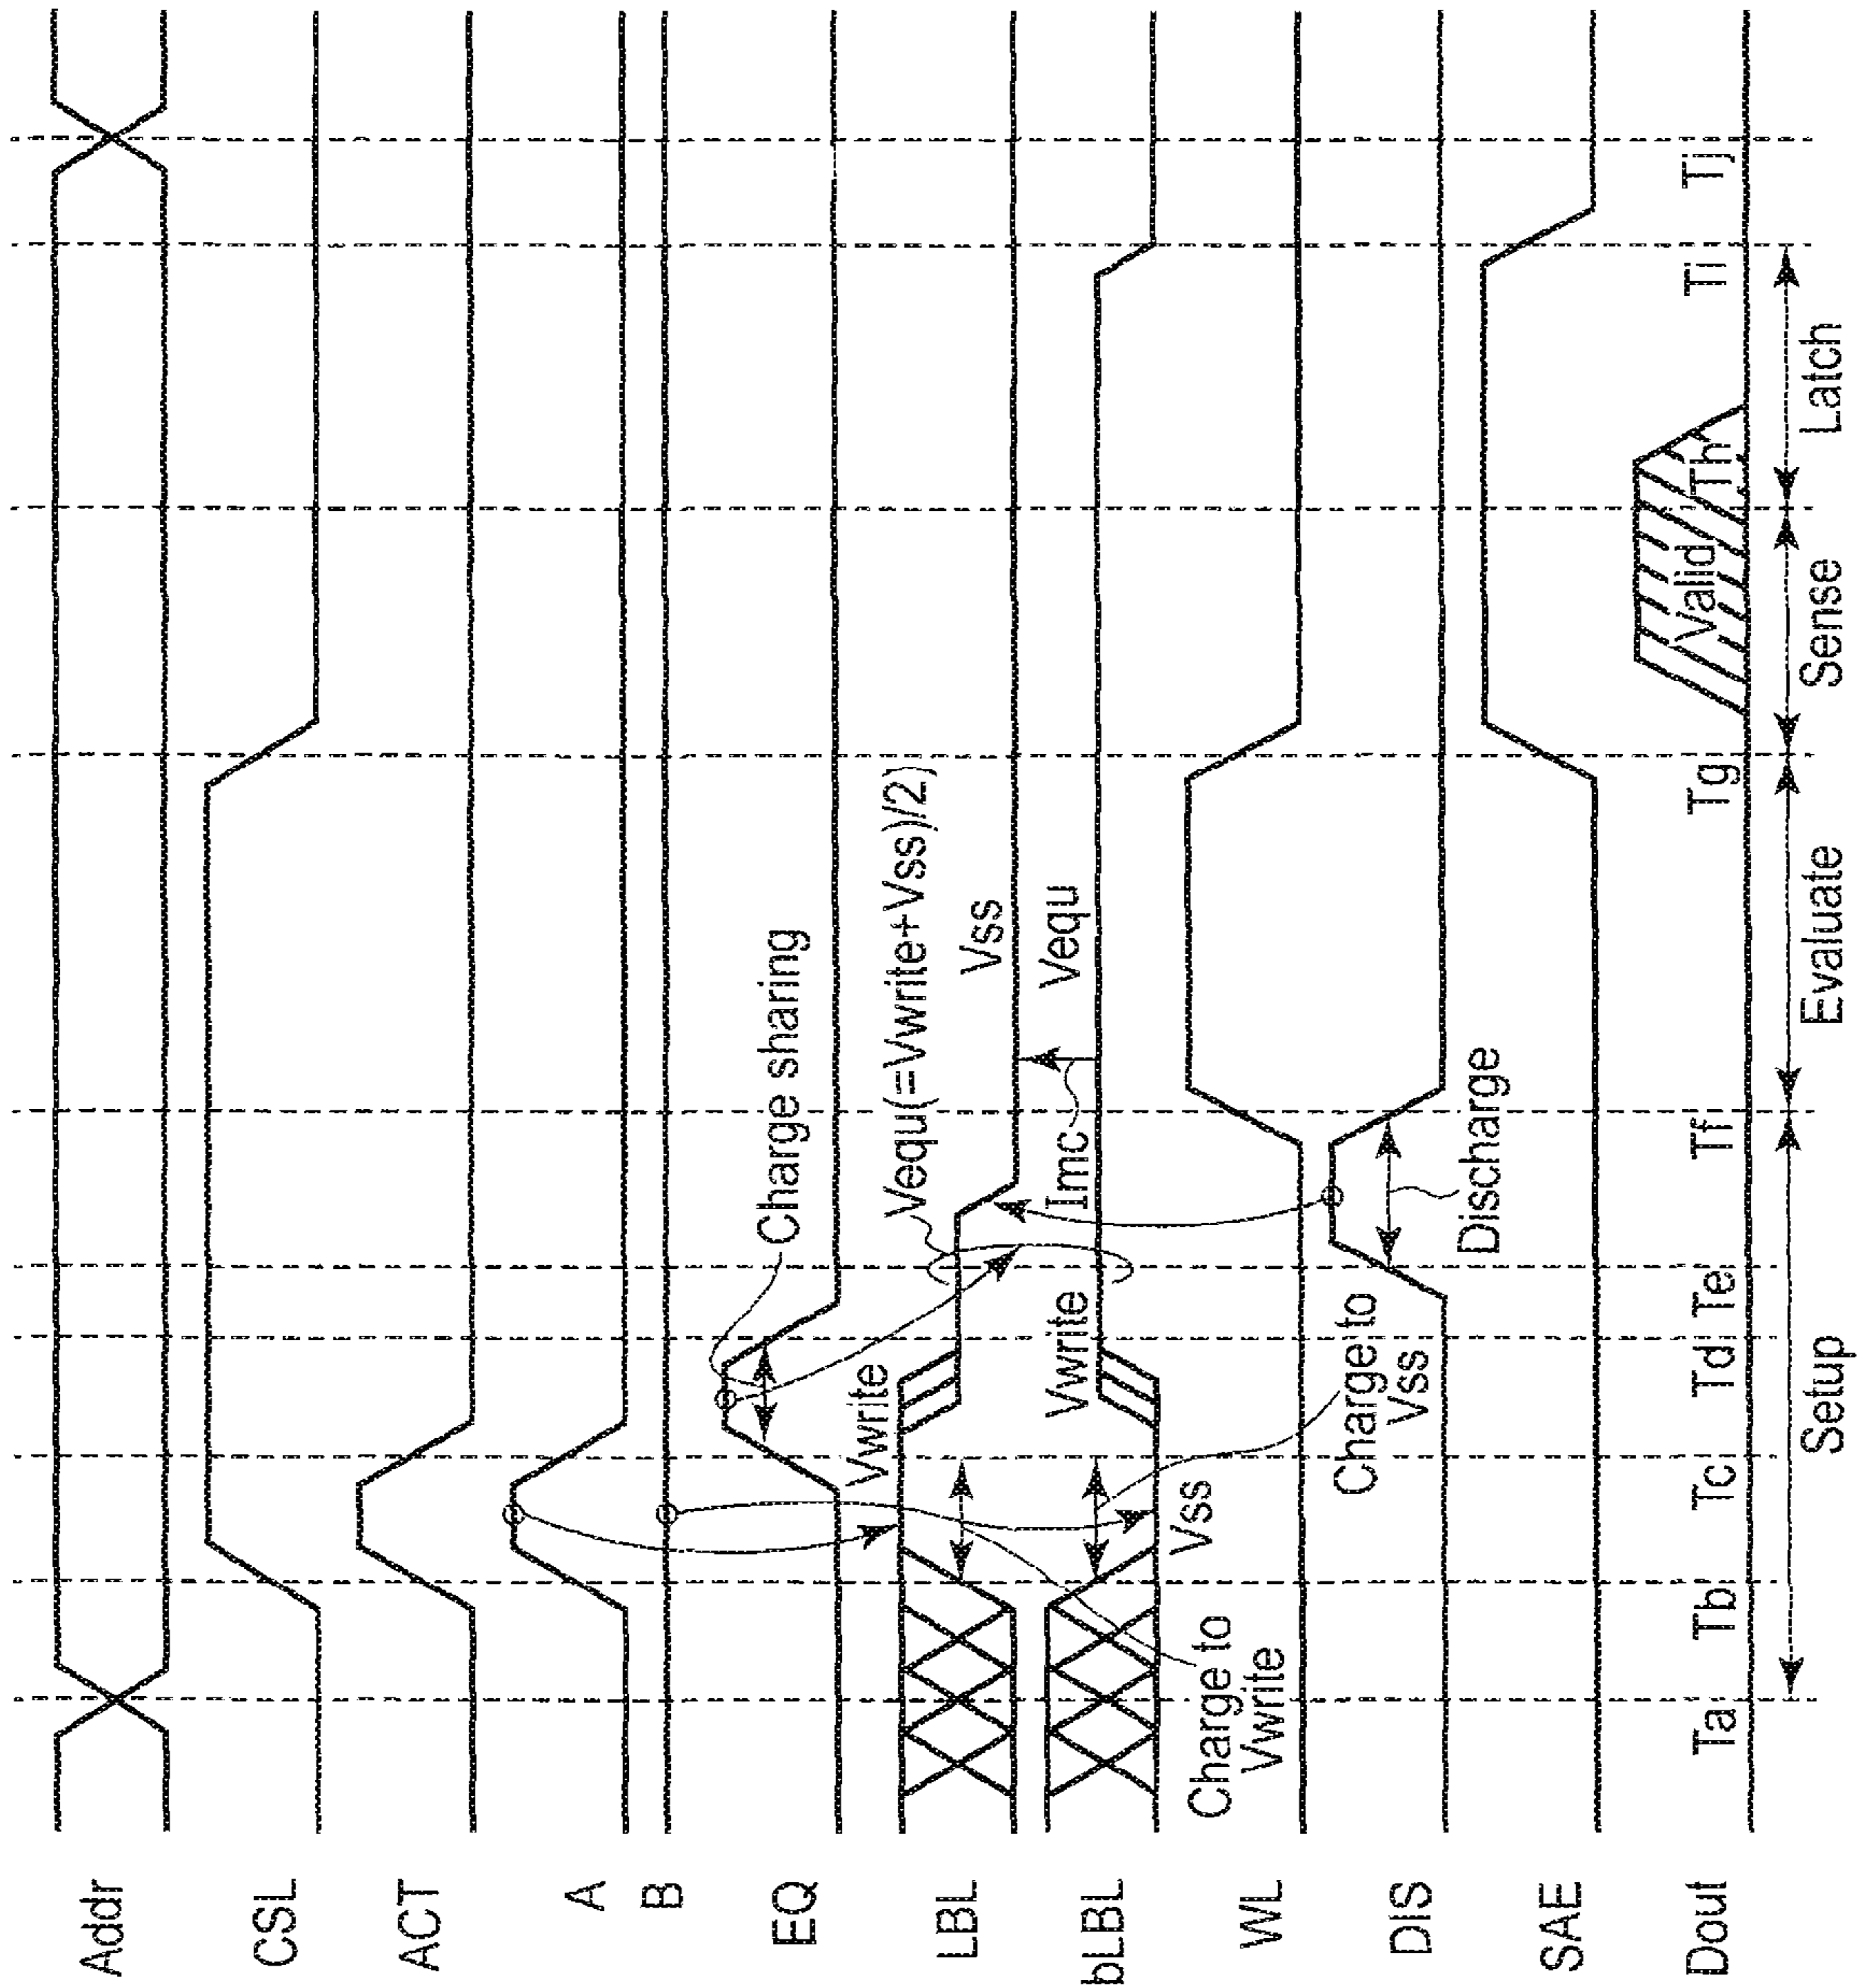 Addr
CSL
ACT
A
B
EQ
Charge sharing
Vwrite
Vequ(=Vwrite+Vss)/2)
LBL
Vss
Vwrite
Imc
Vequ
bLBL
Vss
Charge to
Vwrite
WL
Charge to
Vss
DIS
Discharge
SAE
Valid
Dout
Ta
Tb
Tc
Td
Te
Tf
Tg
Th
Ti
Tj
Setup
Evaluate
Sense
Latch